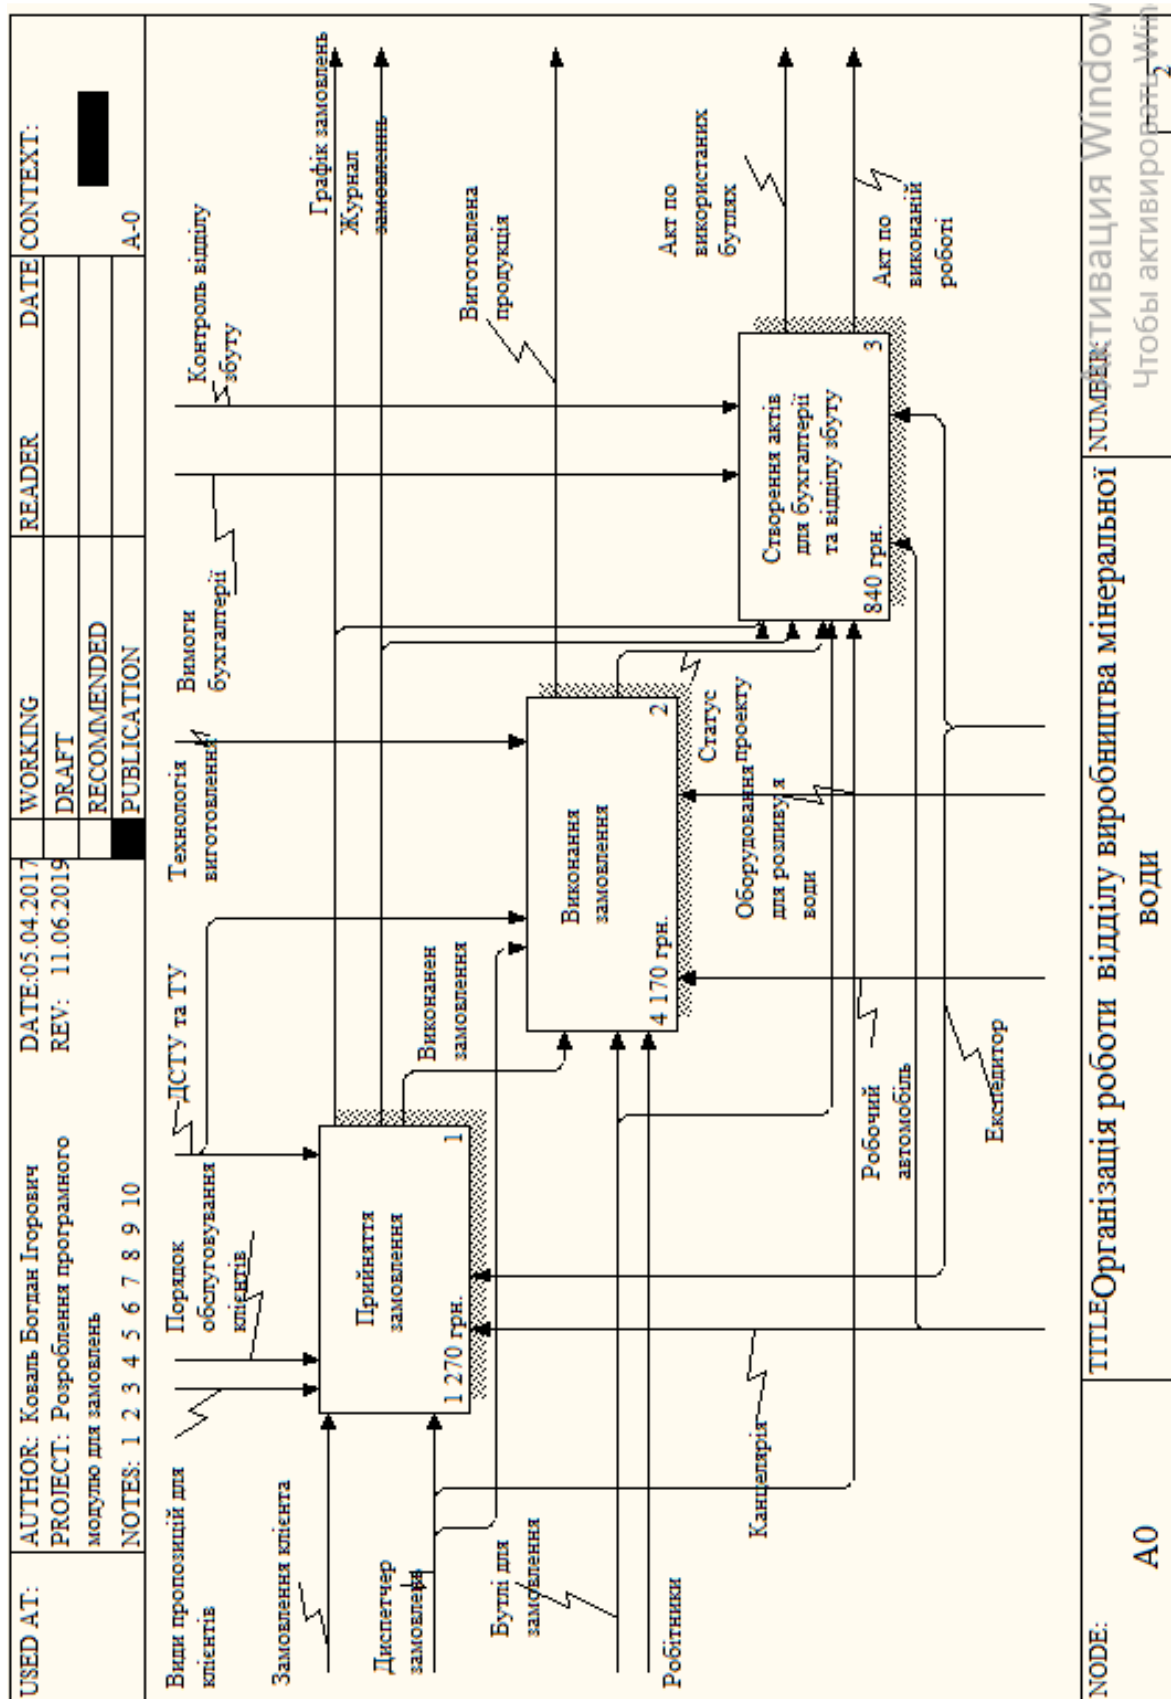 USED AT:
AUTHOR: Коваль Богдан Ігорович
DATE:05.04.2017
PROJECT: Розроблення програмного
модулю для замовлень
REV: 11.06.2019
NOTES: 1 2 3 4 5 6 7 8 9 10
WORKING
DRAFT
RECOMMENDED
PUBLICATION
READER
DATE
CONTEXT:
A-0
Види пропозицій для
клієнтів
Порядок
обслуговування
клієнтів
ДСТУ та ТУ
Технологія
виготовлення
Вимоги
бухгалтерії
Контроль відділу
збуту
Графік замовлень
Журнал
замовленнь
Замовлення клієнта
Диспетчер
замовлень
Прийняття
замовлення
1 270 грн.
1
Виконанен
замовлення
Виготовлена
продукція
Бутлі для
замовлення
Робітники
Виконання
замовлення
4 170 грн.
2
Статус
проекту
Оборудования
для розливу я
води
Створення актів
для бухгалтерії
та відділу збуту
840 грн.
3
Акт по
використаних
бутлях
Акт по
виконаній
роботі
Канцелярія
Робочий
автомобіль
Експедитор
NODE:
A0
TITLE:
Організація роботи відділу виробництва мінеральної
води
NUMBER:
2
Активация Window
Чтобы активировать Win